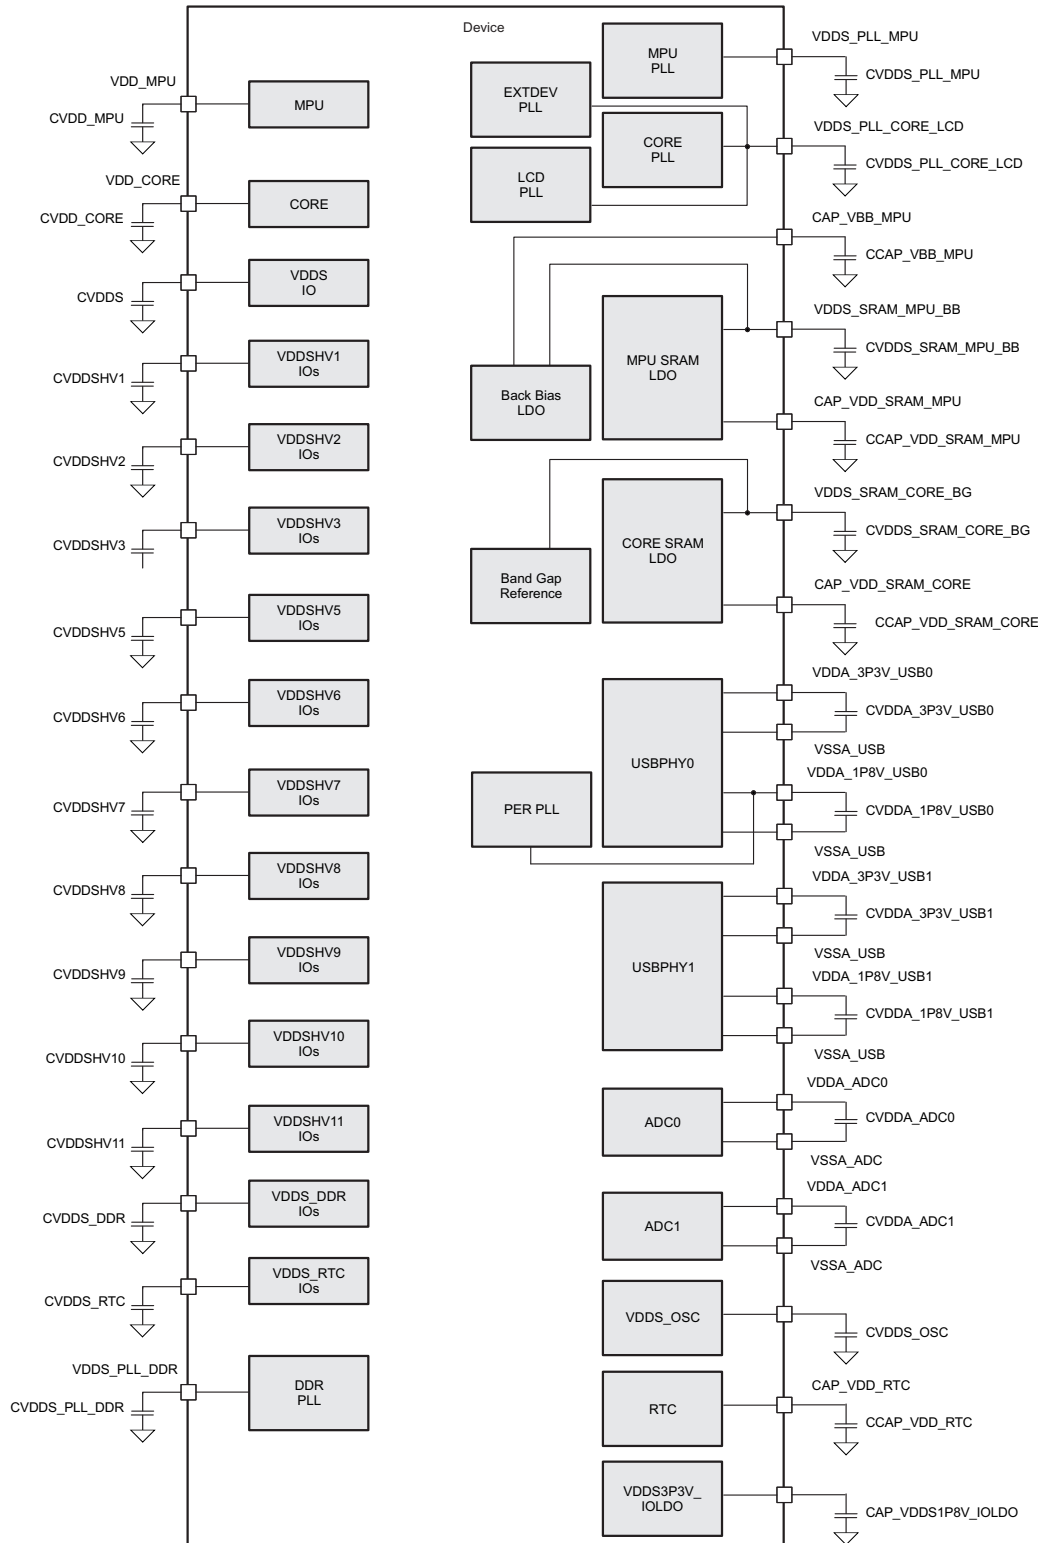 Device
VDD_MPU
CVDD_MPU
MPU
VDD_CORE
CVDD_CORE
CORE
CVDDS
VDDS
IO
CVDDSHV1
VDDSHV1
IOs
CVDDSHV2
VDDSHV2
IOs
CVDDSHV3
VDDSHV3
IOs
CVDDSHV5
VDDSHV5
IOs
CVDDSHV6
VDDSHV6
IOs
CVDDSHV7
VDDSHV7
IOs
CVDDSHV8
VDDSHV8
IOs
CVDDSHV9
VDDSHV9
IOs
CVDDSHV10
VDDSHV10
IOs
CVDDSHV11
VDDSHV11
IOs
CVDDS_DDR
VDDS_DDR
IOs
CVDDS_RTC
VDDS_RTC
IOs
VDDS_PLL_DDR
CVDDS_PLL_DDR
DDR
PLL
MPU
PLL
VDDS_PLL_MPU
CVDDS_PLL_MPU
EXTDEV
PLL
CORE
PLL
LCD
PLL
VDDS_PLL_CORE_LCD
CVDDS_PLL_CORE_LCD
CAP_VBB_MPU
CCAP_VBB_MPU
Back Bias
LDO
MPU SRAM
LDO
VDDS_SRAM_MPU_BB
CVDDS_SRAM_MPU_BB
CAP_VDD_SRAM_MPU
CCAP_VDD_SRAM_MPU
Band Gap
Reference
CORE SRAM
LDO
VDDS_SRAM_CORE_BG
CVDDS_SRAM_CORE_BG
CAP_VDD_SRAM_CORE
CCAP_VDD_SRAM_CORE
PER PLL
USBPHY0
VDDA_3P3V_USB0
CVDDA_3P3V_USB0
VSSA_USB
VDDA_1P8V_USB0
CVDDA_1P8V_USB0
VSSA_USB
USBPHY1
VDDA_3P3V_USB1
CVDDA_3P3V_USB1
VSSA_USB
VDDA_1P8V_USB1
CVDDA_1P8V_USB1
VSSA_USB
ADC0
VDDA_ADC0
CVDDA_ADC0
VSSA_ADC
ADC1
VDDA_ADC1
CVDDA_ADC1
VSSA_ADC
VDDS_OSC
CVDDS_OSC
RTC
CAP_VDD_RTC
CCAP_VDD_RTC
VDDS3P3V_
IOLDO
CAP_VDDS1P8V_IOLDO